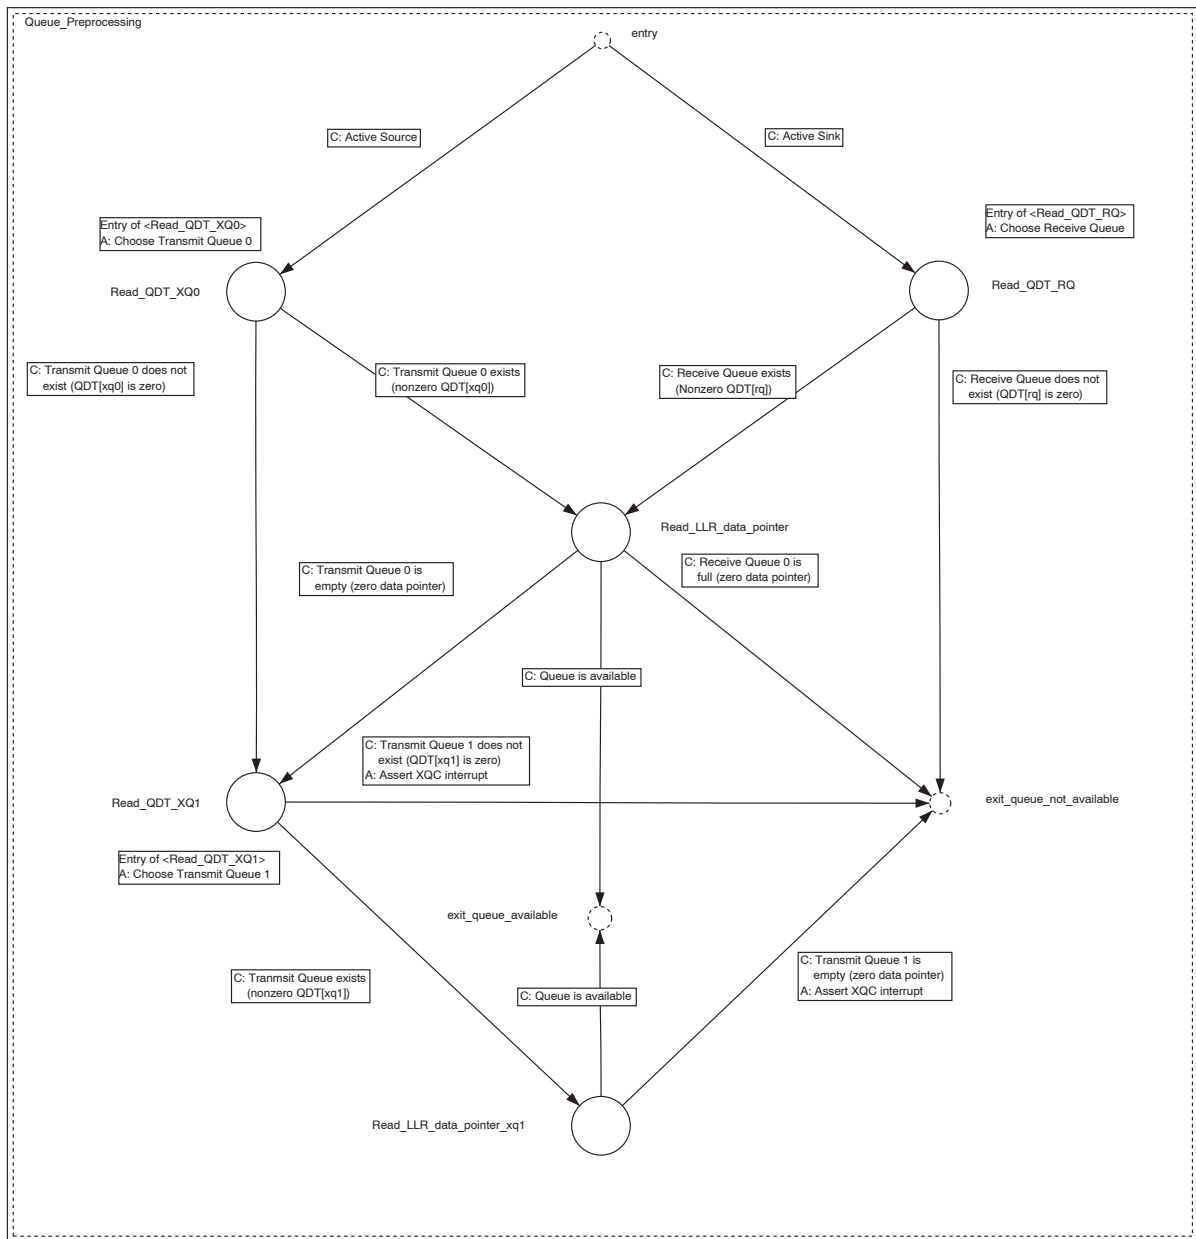 Queue_Preprocessing
entry
C: Active Source
C: Active Sink
Entry of <Read_QDT_XQ0>
A: Choose Transmit Queue 0
Entry of <Read_QDT_RQ>
A: Choose Receive Queue
Read_QDT_XQ0
Read_QDT_RQ
C: Transmit Queue 0 does not
exist (QDT[xq0] is zero)
C: Transmit Queue 0 exists
(nonzero QDT[xq0])
C: Receive Queue exists
(Nonzero QDT[rq])
C: Receive Queue does not
exist (QDT[rq] is zero)
Read_LLR_data_pointer
C: Transmit Queue 0 is
empty (zero data pointer)
C: Receive Queue 0 is
full (zero data pointer)
C: Queue is available
C: Transmit Queue 1 does not
exist (QDT[xq1] is zero)
A: Assert XQC interrupt
Read_QDT_XQ1
exit_queue_not_available
Entry of <Read_QDT_XQ1>
A: Choose Transmit Queue 1
exit_queue_available
C: Tranmsit Queue exists
(nonzero QDT[xq1])
C: Queue is available
C: Transmit Queue 1 is
empty (zero data pointer)
A: Assert XQC interrupt
Read_LLR_data_pointer_xq1